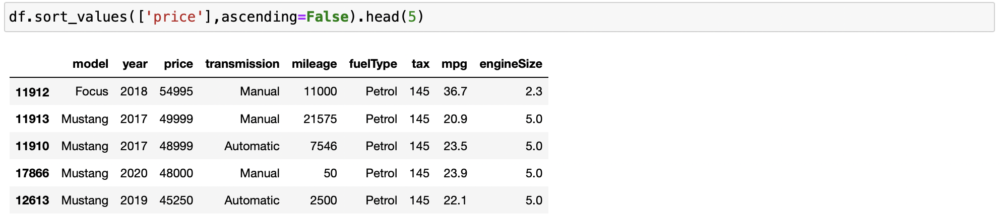 df.sort_values(['price'],ascending=False).head(5)
model year price transmission mileage fuelType tax mpg engineSize
11912 Focus 2018 54995 Manual 11000 Petrol 145 36.7 2.3
11913 Mustang 2017 49999 Manual 21575 Petrol 145 20.9 5.0
11910 Mustang 2017 48999 Automatic 7546 Petrol 145 23.5 5.0
17866 Mustang 2020 48000 Manual 50 Petrol 145 23.9 5.0
12613 Mustang 2019 45250 Automatic 2500 Petrol 145 22.1 5.0